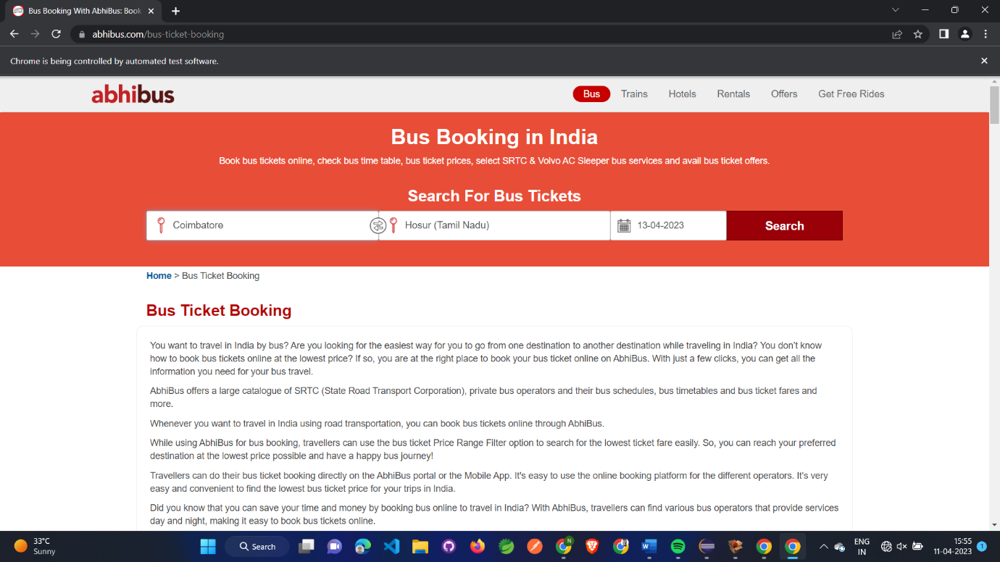 Bus Booking With AbhiBus: Book
abhibus.com/bus-ticket-booking
Chrome is being controlled by automated test software.
abhibus
Bus
Trains
Hotels
Rentals
Offers
Get Free Rides
Bus Booking in India
Book bus tickets online, check bus time table, bus ticket prices, select SRTC & Volvo AC Sleeper bus services and avail bus ticket offers.
Search For Bus Tickets
Coimbatore
Hosur (Tamil Nadu)
13-04-2023
Search
Home > Bus Ticket Booking
Bus Ticket Booking
You want to travel in India by bus? Are you looking for the easiest way for you to go from one destination to another destination while traveling in India? You don’t know
how to book bus tickets online at the lowest price? If so, you are at the right place to book your bus ticket online on AbhiBus. With just a few clicks, you can get all the
information you need for your bus travel.
AbhiBus offers a large catalogue of SRTC (State Road Transport Corporation), private bus operators and their bus schedules, bus timetables and bus ticket fares and
more.
Whenever you want to travel in India using road transportation, you can book bus tickets online through AbhiBus.
While using AbhiBus for bus booking, travellers can use the bus ticket Price Range Filter option to search for the lowest ticket fare easily. So, you can reach your preferred
destination at the lowest price possible and have a happy bus journey!
Travellers can do their bus ticket booking directly on the AbhiBus portal or the Mobile App. It's easy to use the online booking platform for the different operators. It's very
easy and convenient to find the lowest bus ticket price for your trips in India.
Did you know that you can save your time and money by booking bus online to travel in India? With AbhiBus, travellers can find various bus operators that provide services
day and night, making it easy to book bus tickets online.
33°C
Sunny
Search
N
ENG
IN
15:55
11-04-2023
1